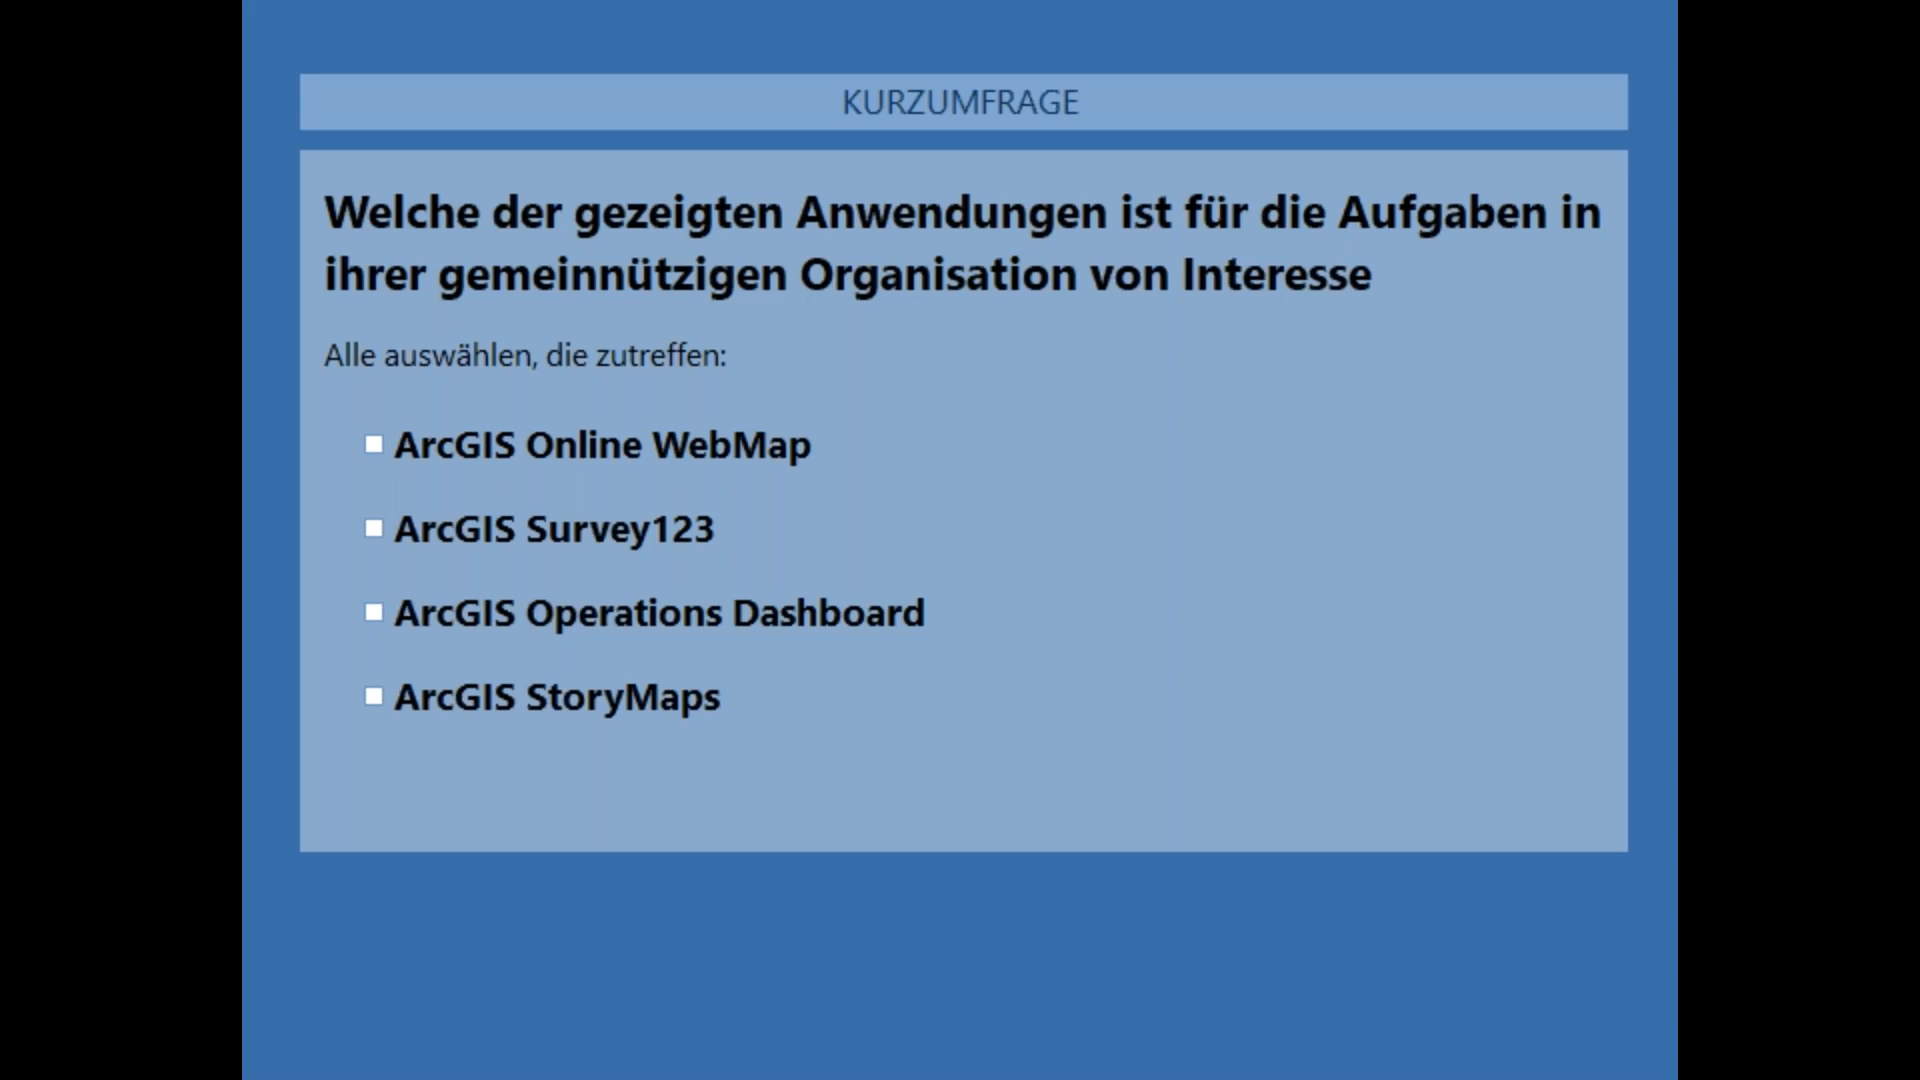 KURZUMFRAGE
Welche der gezeigten Anwendungen ist für die Aufgaben in
ihrer gemeinnützigen Organisation von Interesse
Alle auswählen, die zutreffen:
ArcGIS Online WebMap
ArcGIS Survey123
ArcGIS Operations Dashboard
ArcGIS StoryMaps